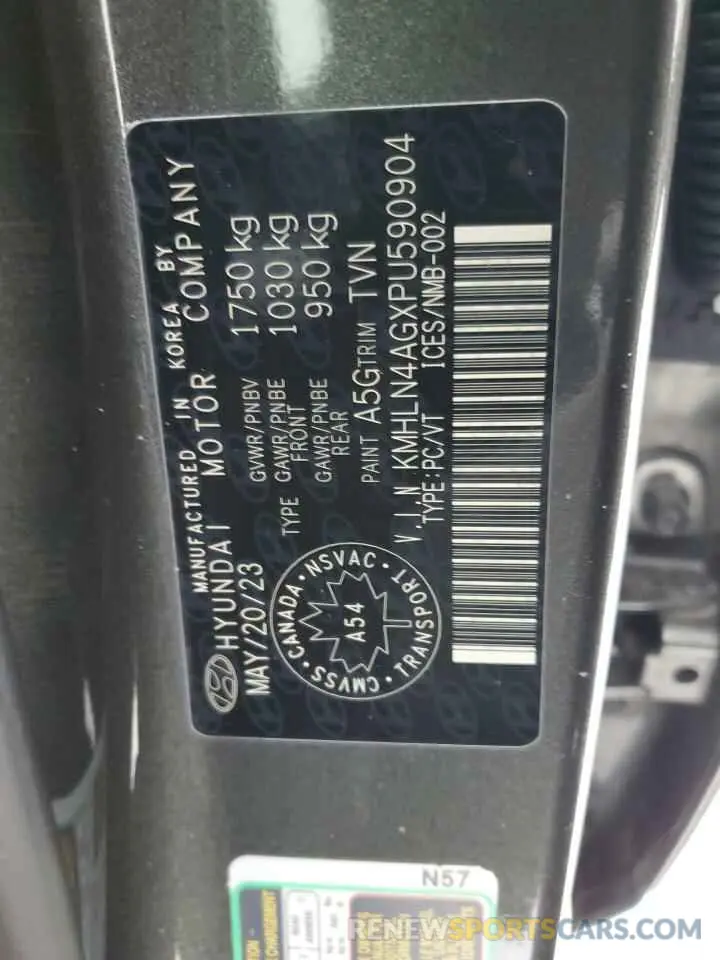 MANUFACTURED IN KOREA BY
HYUNDAI MOTOR COMPANY
MAY/20/23 GVWR/PNBV 1750 kg
TYPE GAWR/PNBE FRONT 1030 kg
GAWR/PNBE REAR 950 kg
PAINT A5G TRIM TVN
V.I.N KMHLN4AGXPU590904
TYPE:PC/VT ICES/NMB-002
CANADA · NSVAC · TRANSPORT · CMVSS ·
A54
N57
RENEWSPORTSCARS.COM